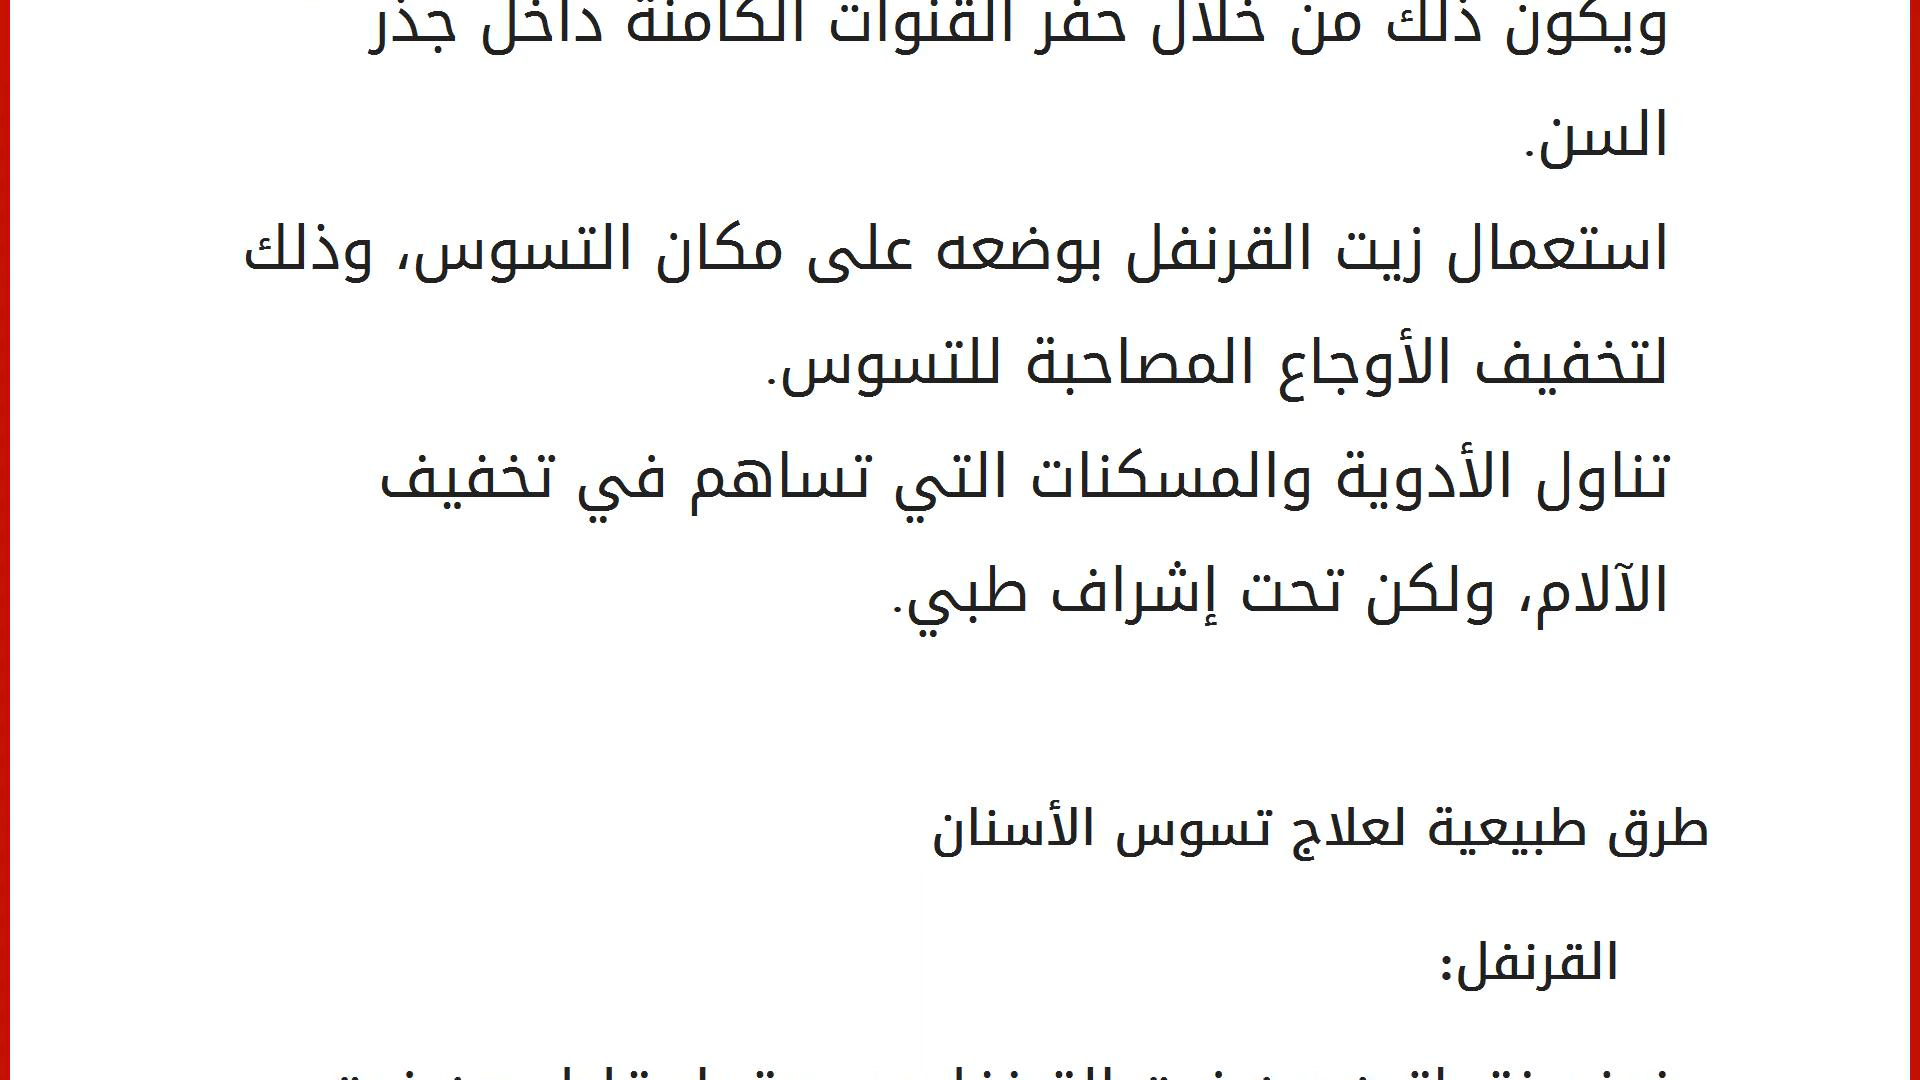 ويكون ذلك من خلال حفر القنوات الكامنة داخل جذر
السن.
استعمال زيت القرنفل بوضعه على مكان التسوس، وذلك
لتخفيف الأوجاع المصاحبة للتسوس.
تناول الأدوية والمسكنات التي تساهم في تخفيف
الآلام، ولكن تحت إشراف طبي.
طرق طبيعية لعلاج تسوس الأسنان
القرنفل: